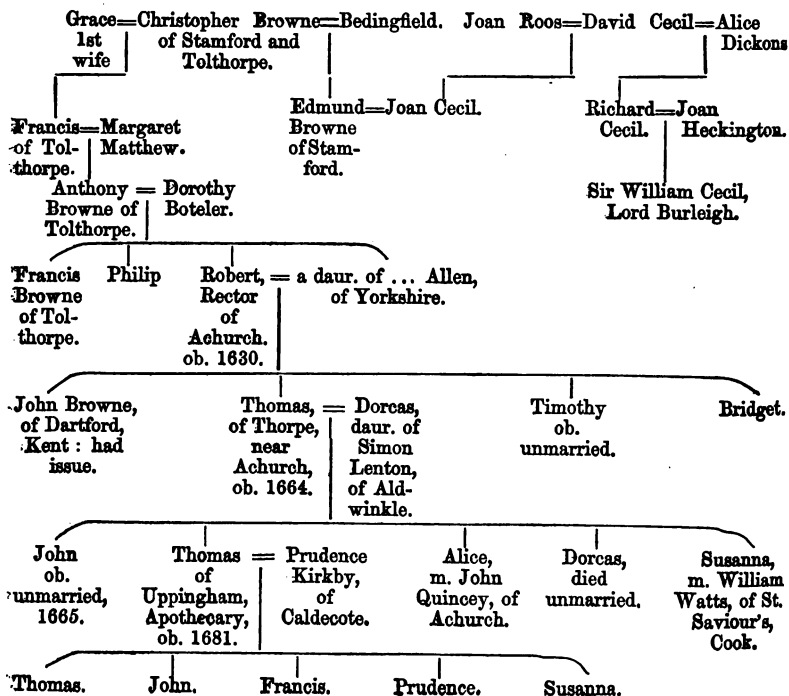 Grace=Christopher Browne=Bedingfield. Joan Roos=David Cecil=Alice
1st of Stamford and Dickons
wife Tolthorpe.
Edmund=Joan Cecil. Richard=Joan
Francis=Margaret Browne Cecil. Heckington.
of Tol- Matthew. of Stam-
thorpe. ford.
Anthony = Dorothy Sir William Cecil,
Browne of Boteler. Lord Burleigh.
Tolthorpe.
Francis Philip Robert, = a daur. of ... Allen,
Browne Rector of Yorkshire.
of Tol- of
thorpe. Achurch.
ob. 1630.
John Browne, Thomas, = Dorcas, Timothy Bridget.
of Dartford, of Thorpe, daur. of ob.
Kent : had near Simon unmarried.
issue. Achurch, Lenton,
ob. 1664. of Ald-
winkle.
John Thomas = Prudence Alice, Dorcas, Susanna,
ob. of Kirkby, m. John died m. William
unmarried, Uppingham, of Quincey, of unmarried. Watts, of St.
1665. Apothecary, Caldecote. Achurch. Saviour's,
ob. 1681. Cook.
Thomas. John. Francis. Prudence. Susanna.